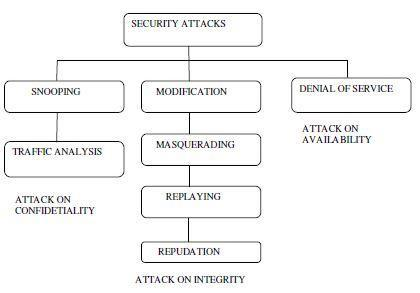 SECURITY ATTACKS
SNOOPING
MODIFICATION
DENIAL OF SERVICE
TRAFFIC ANALYSIS
MASQUERADING
ATTACK ON
AVAILABILITY
ATTACK ON
CONFIDETIALITY
REPLAYING
REPUDATION
ATTACK ON INTEGRITY